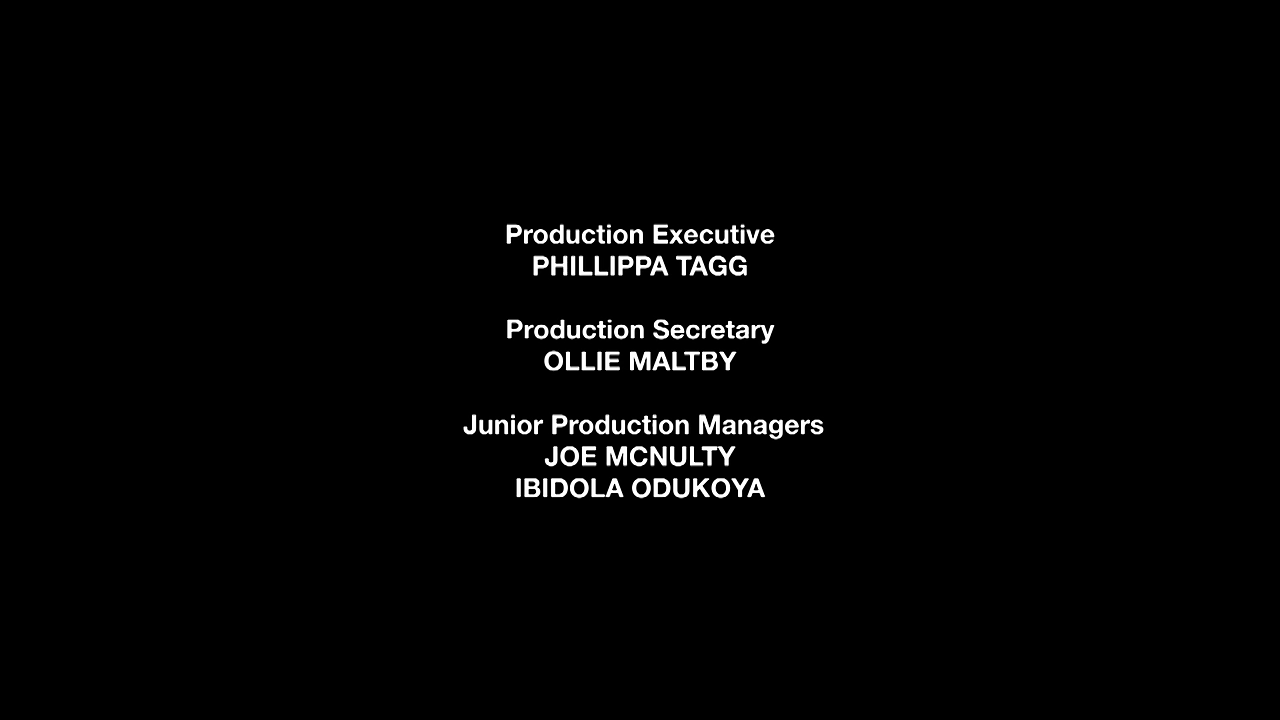 Production Executive
PHILLIPPA TAGG
Production Secretary
OLLIE MALTBY
Junior Production Managers
JOE MCNULTY
IBIDOLA ODUKOYA